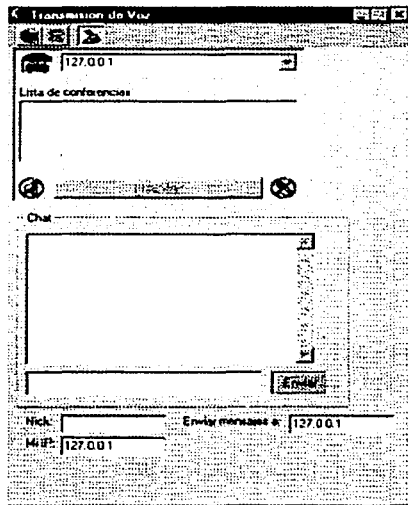 Transmision de Voz
127.0.0.1
Lista de conferencias
Chat
Enviar
Nick:
Enviar mensajes a: 127.0.0.1
Mi IP: 127.0.0.1